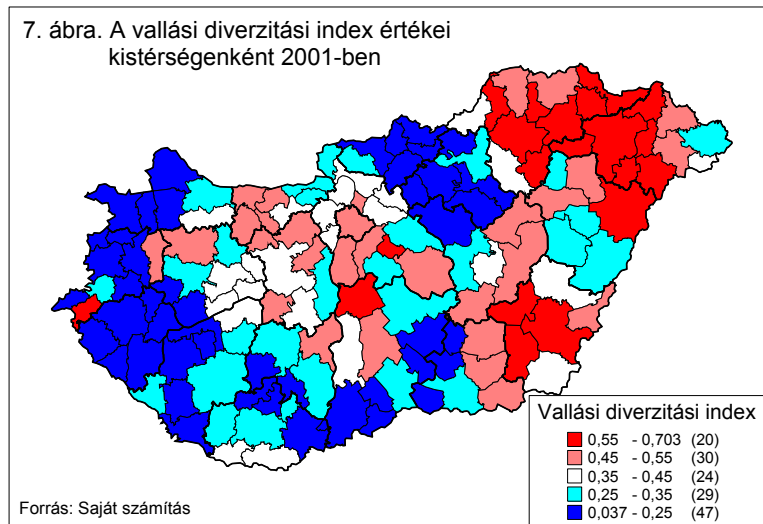 7. ábra. A vallási diverzitási index értékei
kistérségenként 2001-ben
Vallási diverzitási index
0,55 - 0,703 (20)
0,45 - 0,55 (30)
0,35 - 0,45 (24)
0,25 - 0,35 (29)
0,037 - 0,25 (47)
Forrás: Saját számítás